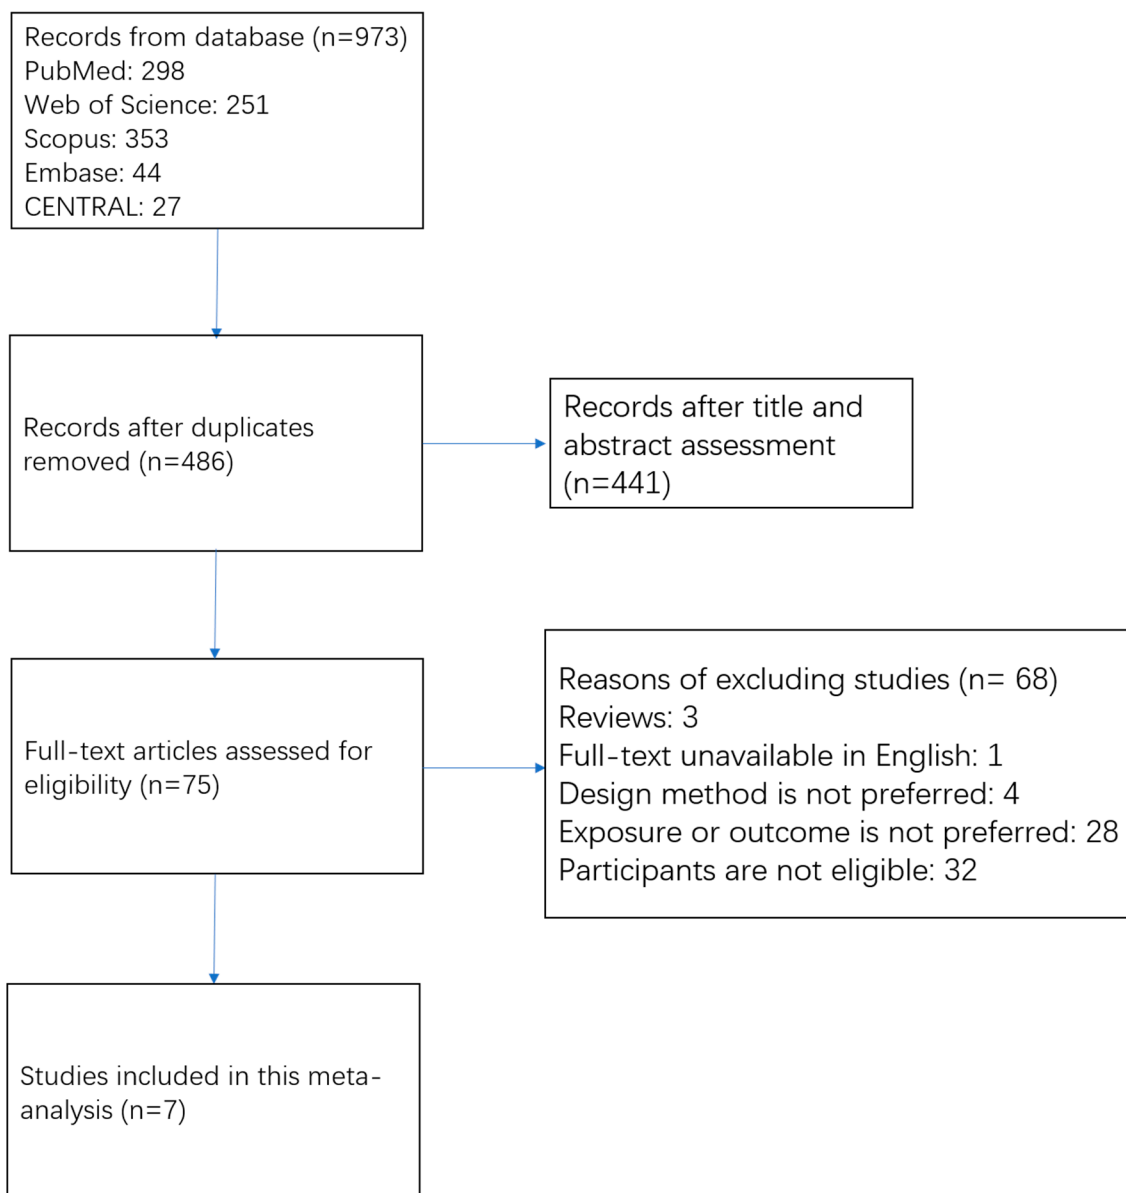 Records from database (n=973)
PubMed: 298
Web of Science: 251
Scopus: 353
Embase: 44
CENTRAL: 27
Records after duplicates
removed (n=486)
Records after title and
abstract assessment
(n=441)
Full-text articles assessed for
eligibility (n=75)
Reasons of excluding studies (n= 68)
Reviews: 3
Full-text unavailable in English: 1
Design method is not preferred: 4
Exposure or outcome is not preferred: 28
Participants are not eligible: 32
Studies included in this meta-
analysis (n=7)